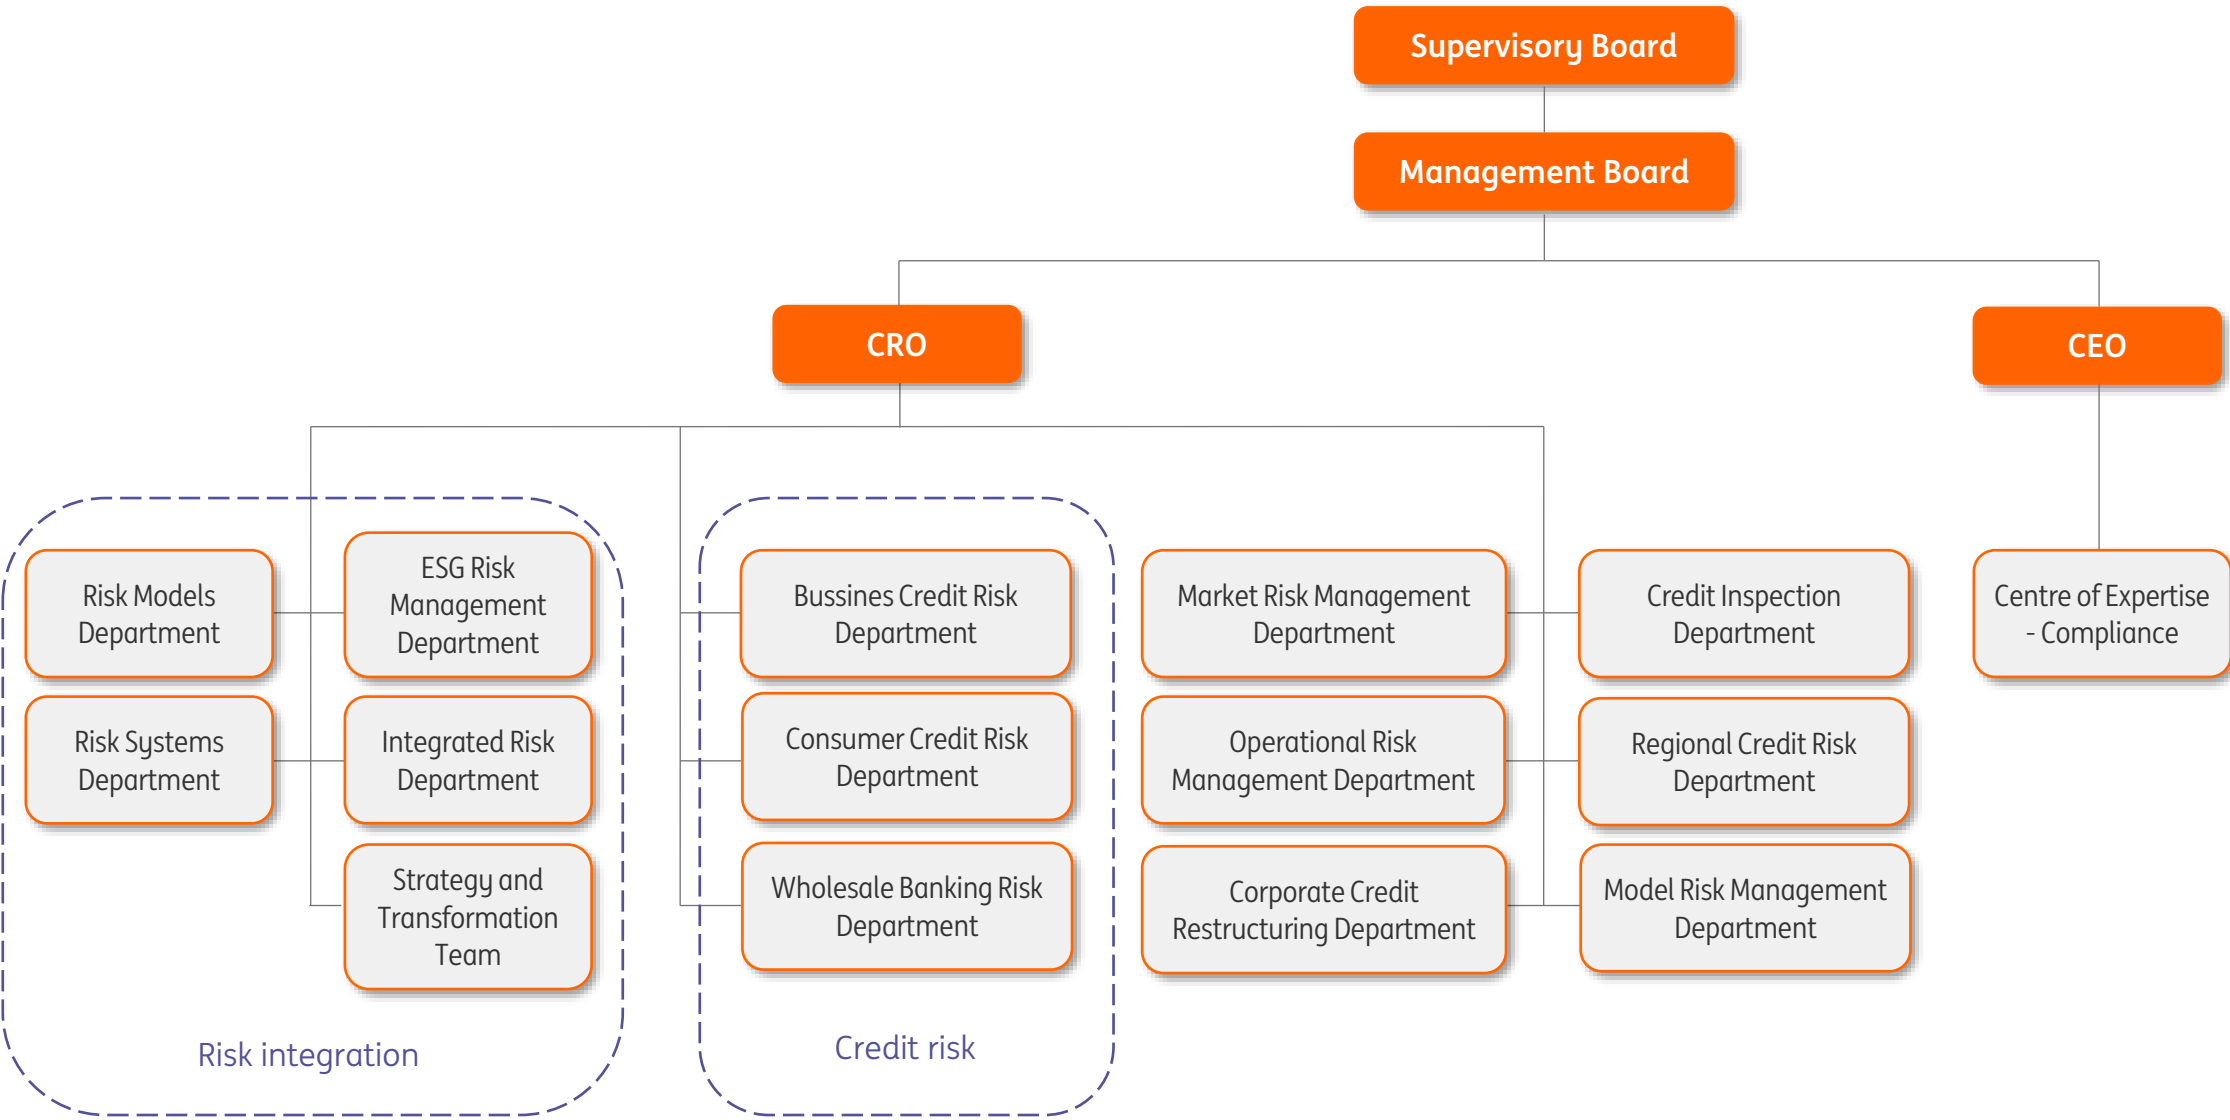 Supervisory Board
Management Board
CRO
CEO
Risk Models
Department
ESG Risk
Management
Department
Risk Systems
Department
Integrated Risk
Department
Strategy and
Transformation
Team
Risk integration
Bussines Credit Risk
Department
Consumer Credit Risk
Department
Wholesale Banking Risk
Department
Credit risk
Market Risk Management
Department
Credit Inspection
Department
Operational Risk
Management Department
Regional Credit Risk
Department
Corporate Credit
Restructuring Department
Model Risk Management
Department
Centre of Expertise
- Compliance